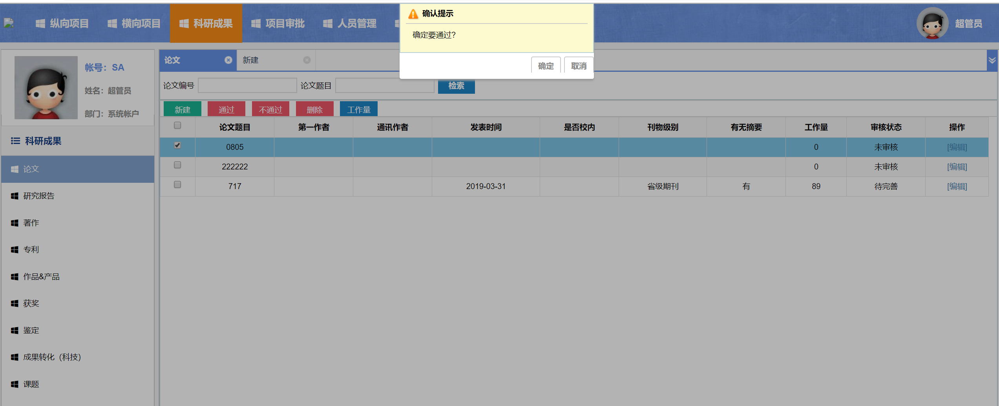 纵向项目 横向项目 科研成果 项目审批 人员管理 超管员
确认提示
确定要通过?
确定 取消
帐号：SA
姓名：超管员
部门：系统帐户
科研成果
论文
研究报告
著作
专利
作品&产品
获奖
鉴定
成果转化（科技）
课题
论文 新建
论文编号 论文题目 检索
新建 通过 不通过 删除 工作量
论文题目 第一作者 通讯作者 发表时间 是否校内 刊物级别 有无摘要 工作量 审核状态 操作
0805 0 未审核 [编辑]
222222 0 未审核 [编辑]
717 2019-03-31 省级期刊 有 89 待完善 [编辑]